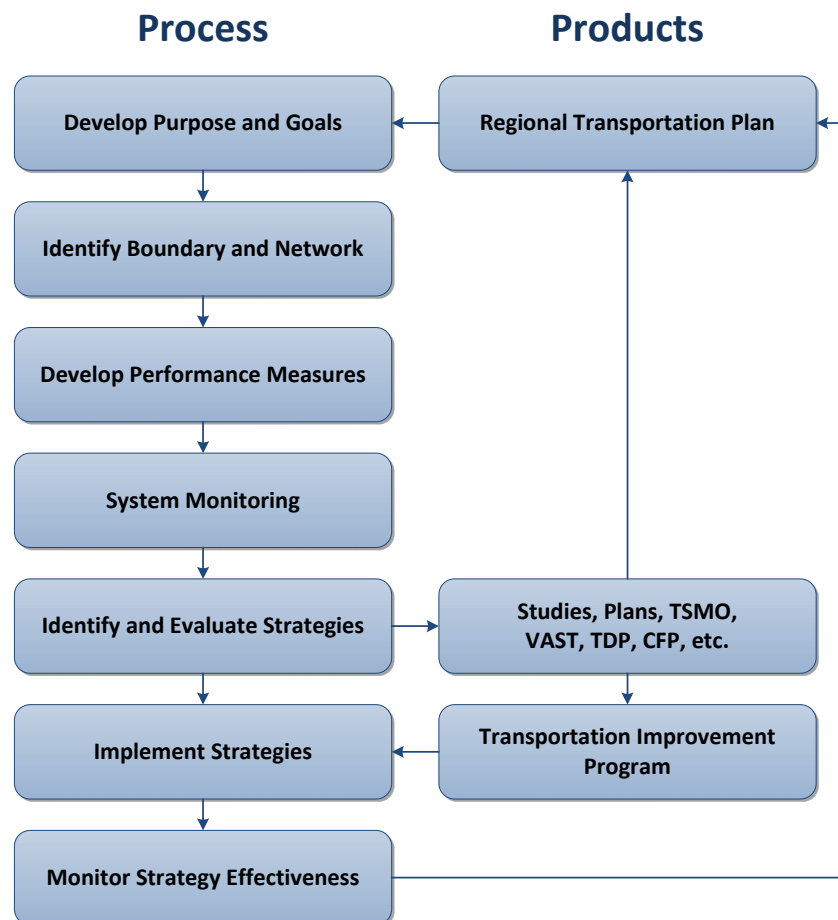 Process
Products
Develop Purpose and Goals
Regional Transportation Plan
Identify Boundary and Network
Develop Performance Measures
System Monitoring
Identify and Evaluate Strategies
Studies, Plans, TSMO,
VAST, TDP, CFP, etc.
Implement Strategies
Transportation Improvement
Program
Monitor Strategy Effectiveness